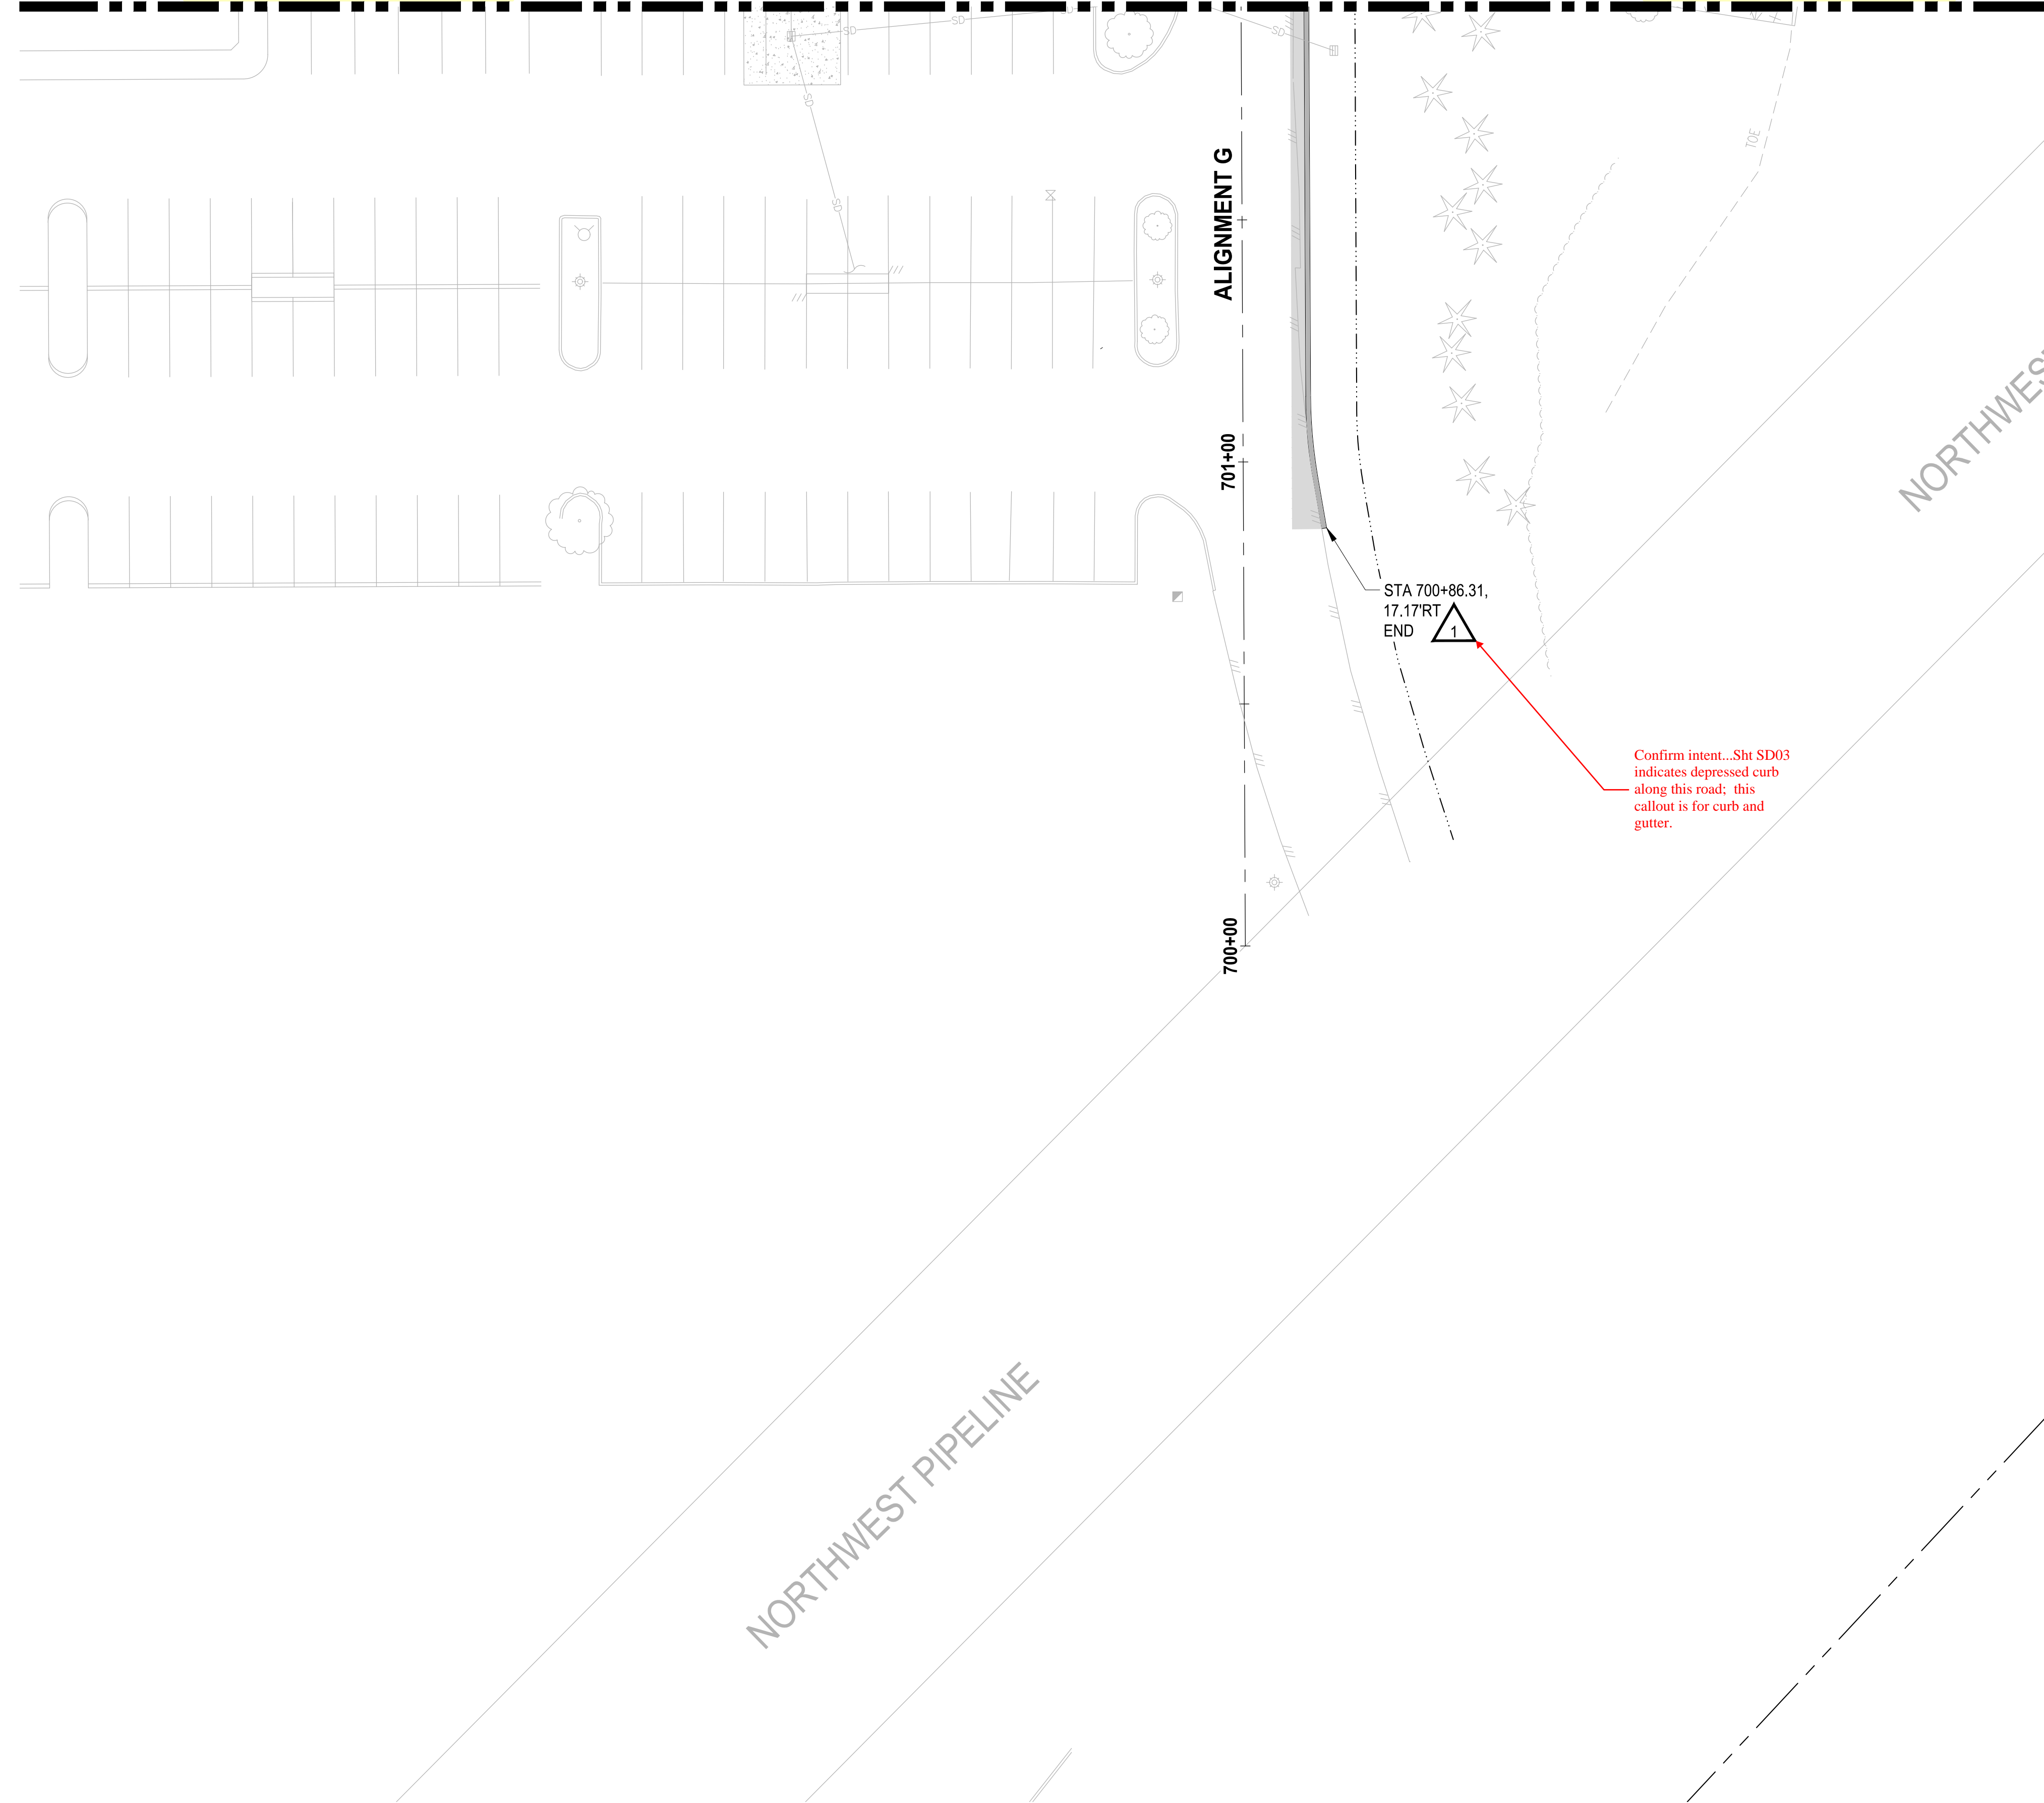 SD
SD
SD
SD
SD
TOE
ALIGNMENT G
NORTHWES
701+00
STA 700+86.31,
17.17'RT
END
1
Confirm intent...Sht SD03
indicates depressed curb
along this road; this
callout is for curb and
gutter.
700+00
NORTHWEST PIPELINE